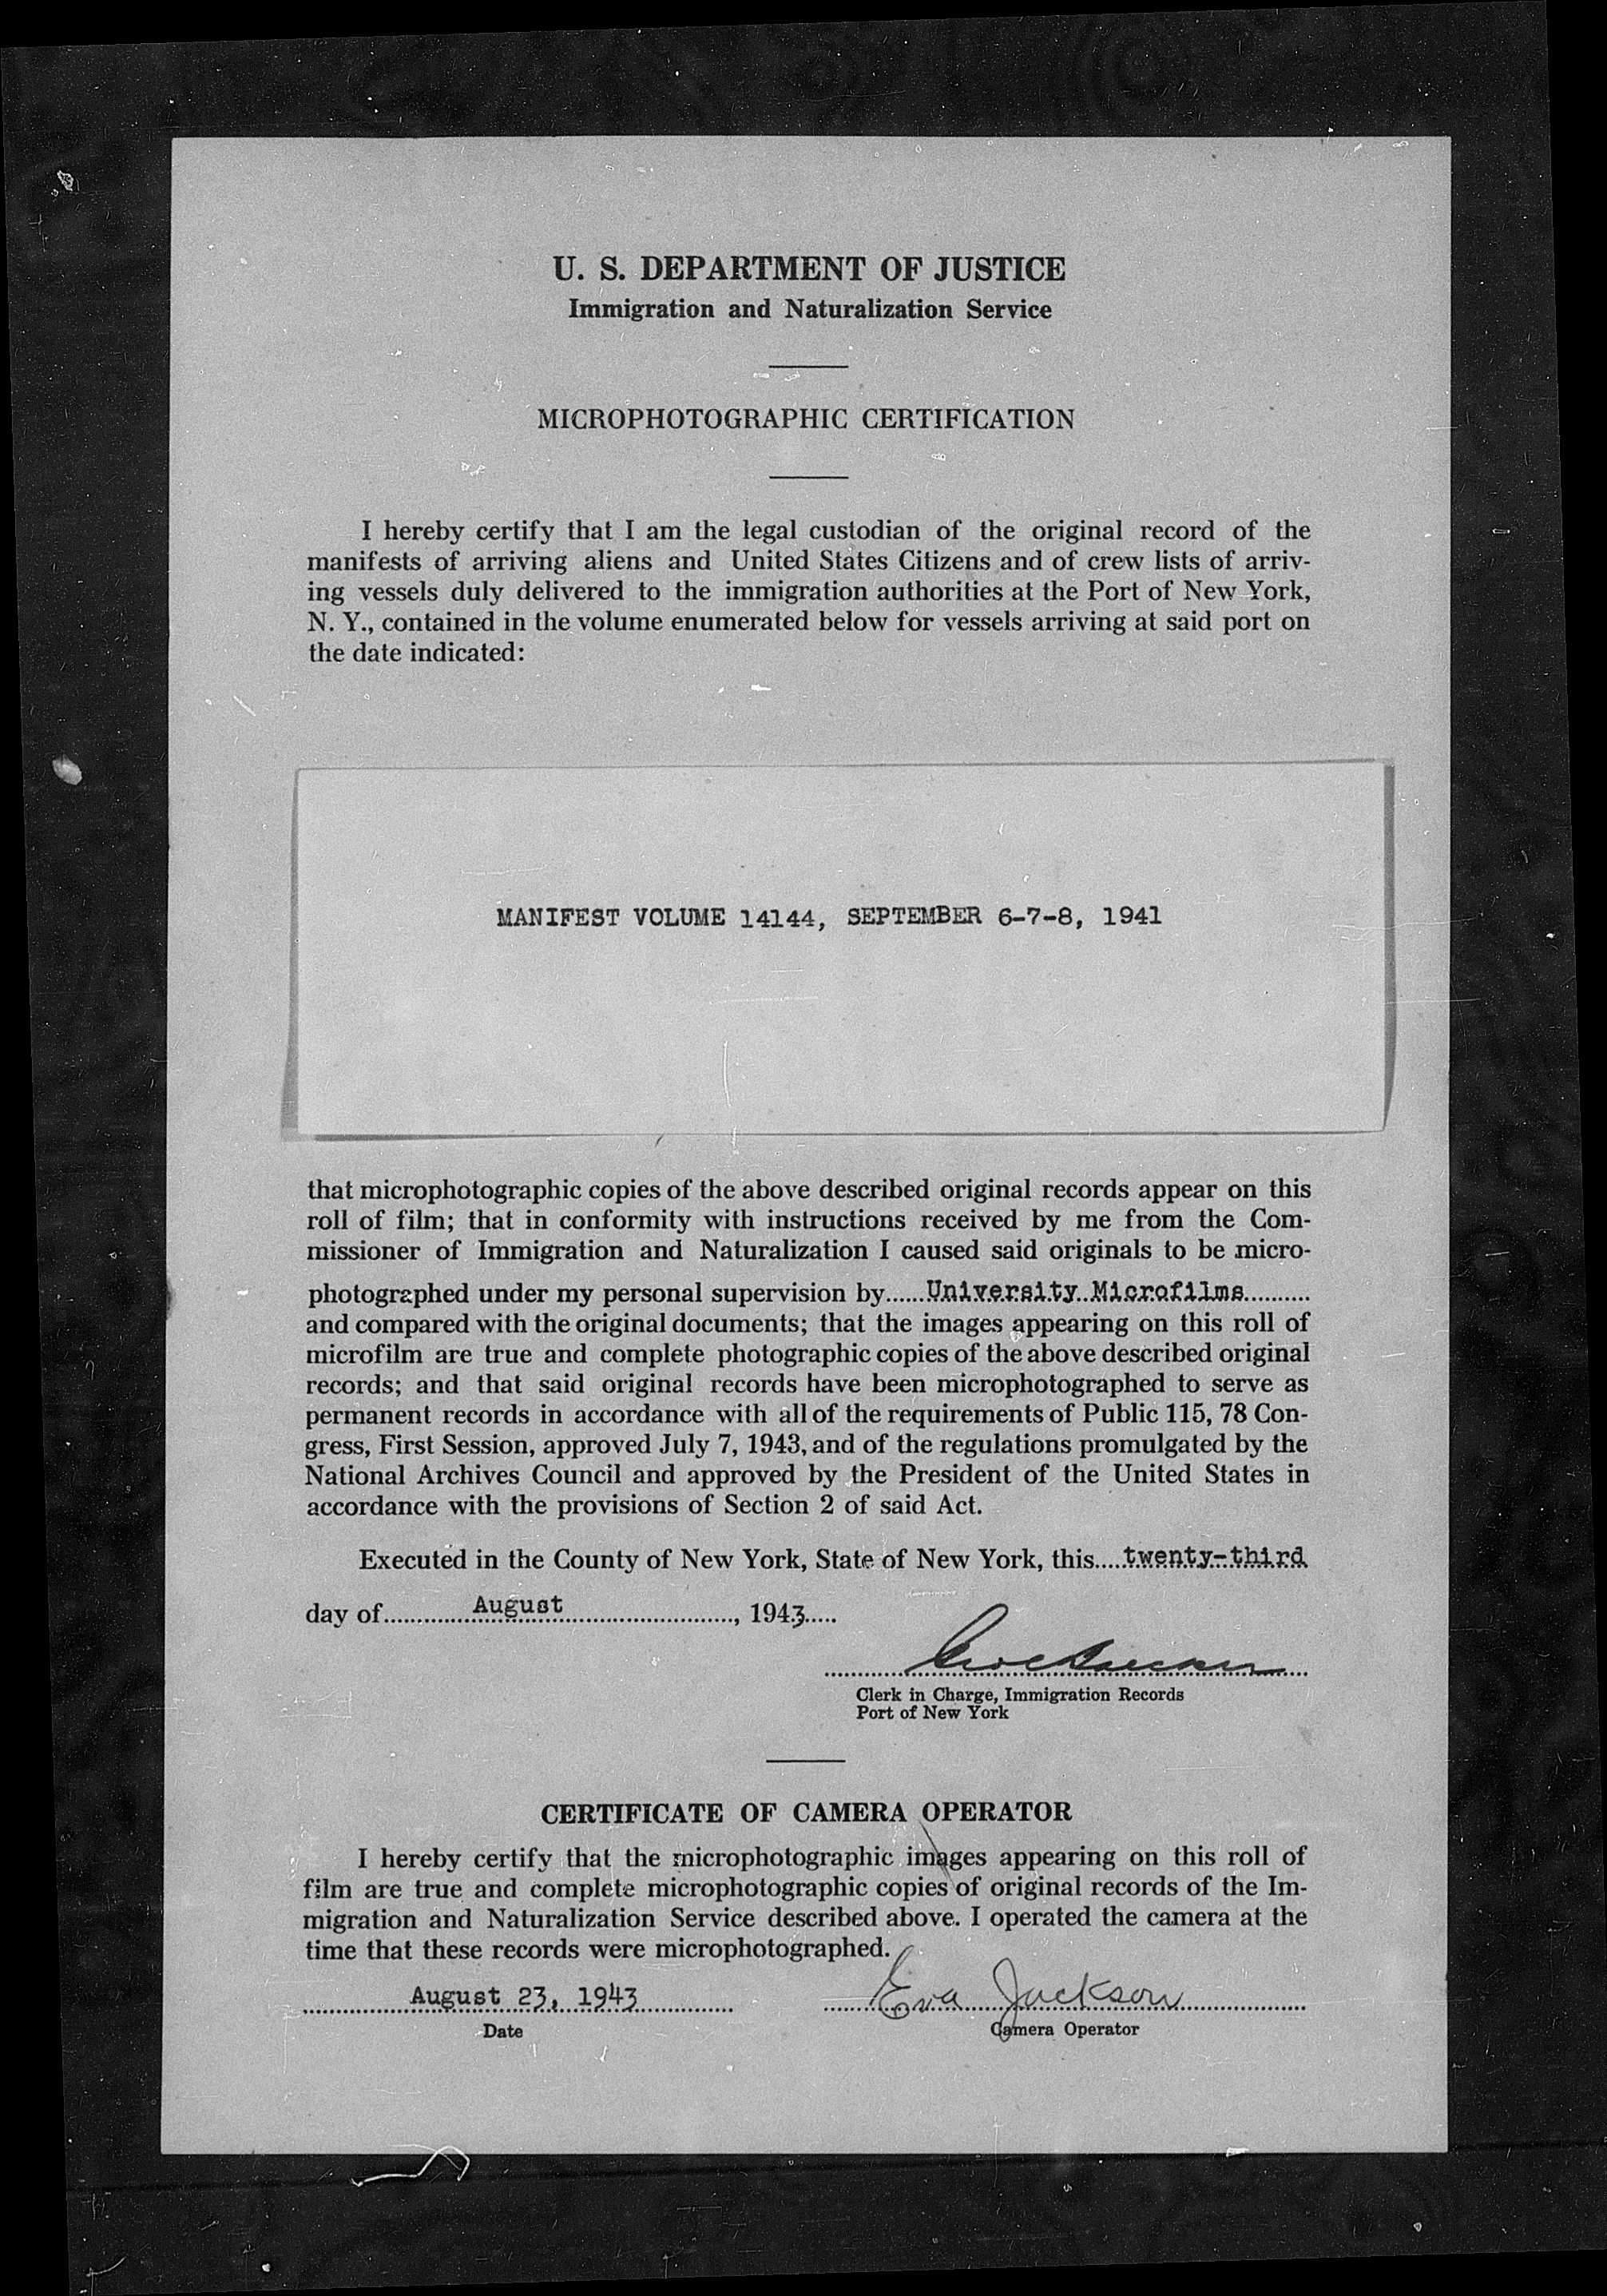 U. S. DEPARTMENT OF JUSTICE
Immigration and Naturalization Service
MICROPHOTOGRAPHIC CERTIFICATION
I hereby certify that I am the legal custodian of the original record of the
manifests of arriving aliens and United States Citizens and of crew lists of arriv-
ing vessels duly delivered to the immigration authorities at the Port of New York,
N. Y., contained in the volume enumerated below for vessels arriving at said port on
the date indicated:
MANIFEST VOLUME 14144, SEPTEMBER 6-7-8, 1941
that microphotographic copies of the above described original records appear on this
roll of film; that in conformity with instructions received by me from the Com-
missioner of Immigration and Naturalization I caused said originals to be micro-
photographed under my personal supervision by......University Microfilms..........
and compared with the original documents; that the images appearing on this roll of
microfilm are true and complete photographic copies of the above described original
records; and that said original records have been microphotographed to serve as
permanent records in accordance with all of the requirements of Public 115, 78 Con-
gress, First Session, approved July 7, 1943, and of the regulations promulgated by the
National Archives Council and approved by the President of the United States in
accordance with the provisions of Section 2 of said Act.
Executed in the County of New York, State of New York, this....twenty-third
day of............August............................, 1943.....
Clerk in Charge, Immigration Records
Port of New York
CERTIFICATE OF CAMERA OPERATOR
I hereby certify that the microphotographic images appearing on this roll of
film are true and complete microphotographic copies of original records of the Im-
migration and Naturalization Service described above. I operated the camera at the
time that these records were microphotographed.
August 23, 1943 Eva Jackson
Date Camera Operator